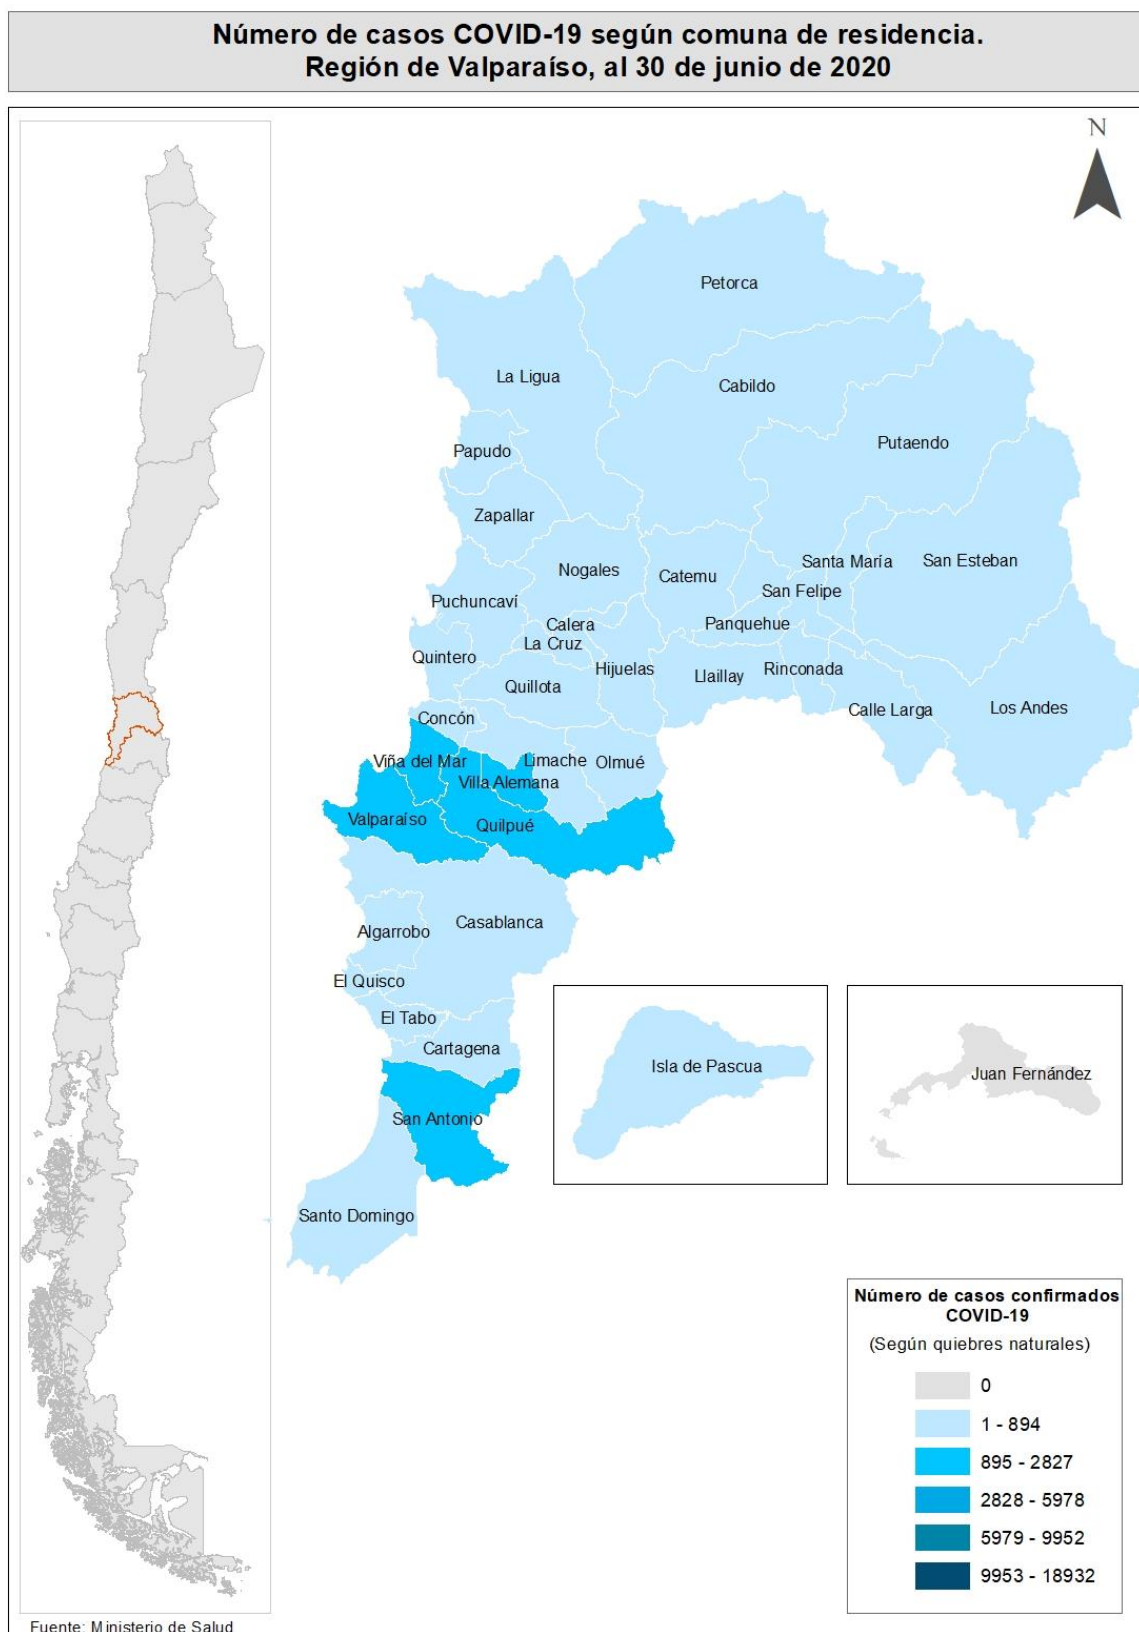 Número de casos COVID-19 según comuna de residencia.
Región de Valparaíso, al 30 de junio de 2020
N
Petorca
La Ligua
Cabildo
Putaendo
Papudo
Zapallar
Santa María
San Esteban
Nogales
Catemu
San Felipe
Puchuncaví
Calera
Panquehue
La Cruz
Quintero
Hijuelas
Llaillay
Rinconada
Quillota
Calle Larga
Los Andes
Concón
Viña del Mar
Limache
Olmué
Villa Alemana
Valparaíso
Quilpué
Casablanca
Algarrobo
El Quisco
El Tabo
Cartagena
Isla de Pascua
Juan Fernández
San Antonio
Santo Domingo
Número de casos confirmados
COVID-19
(Según quiebres naturales)
0
1 - 894
895 - 2827
2828 - 5978
5979 - 9952
9953 - 18932
Fuente: Ministerio de Salud